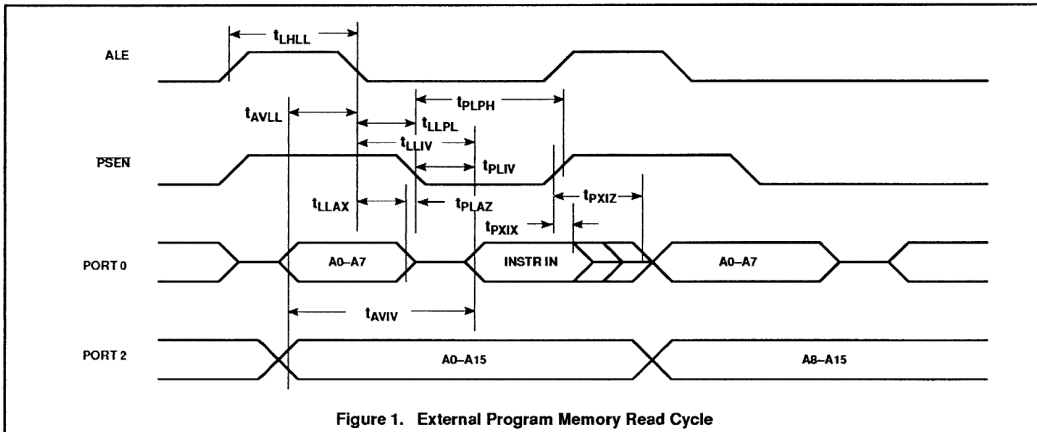 ALE
tLHLL
tAVLL
tPLPH
tLLPL
tLLIV
PSEN
tPLIV
tLLAX
tPLAZ
tPXIZ
tPXIX
PORT 0
A0–A7
INSTR IN
A0–A7
tAVIV
PORT 2
A0–A15
A8–A15
Figure 1. External Program Memory Read Cycle